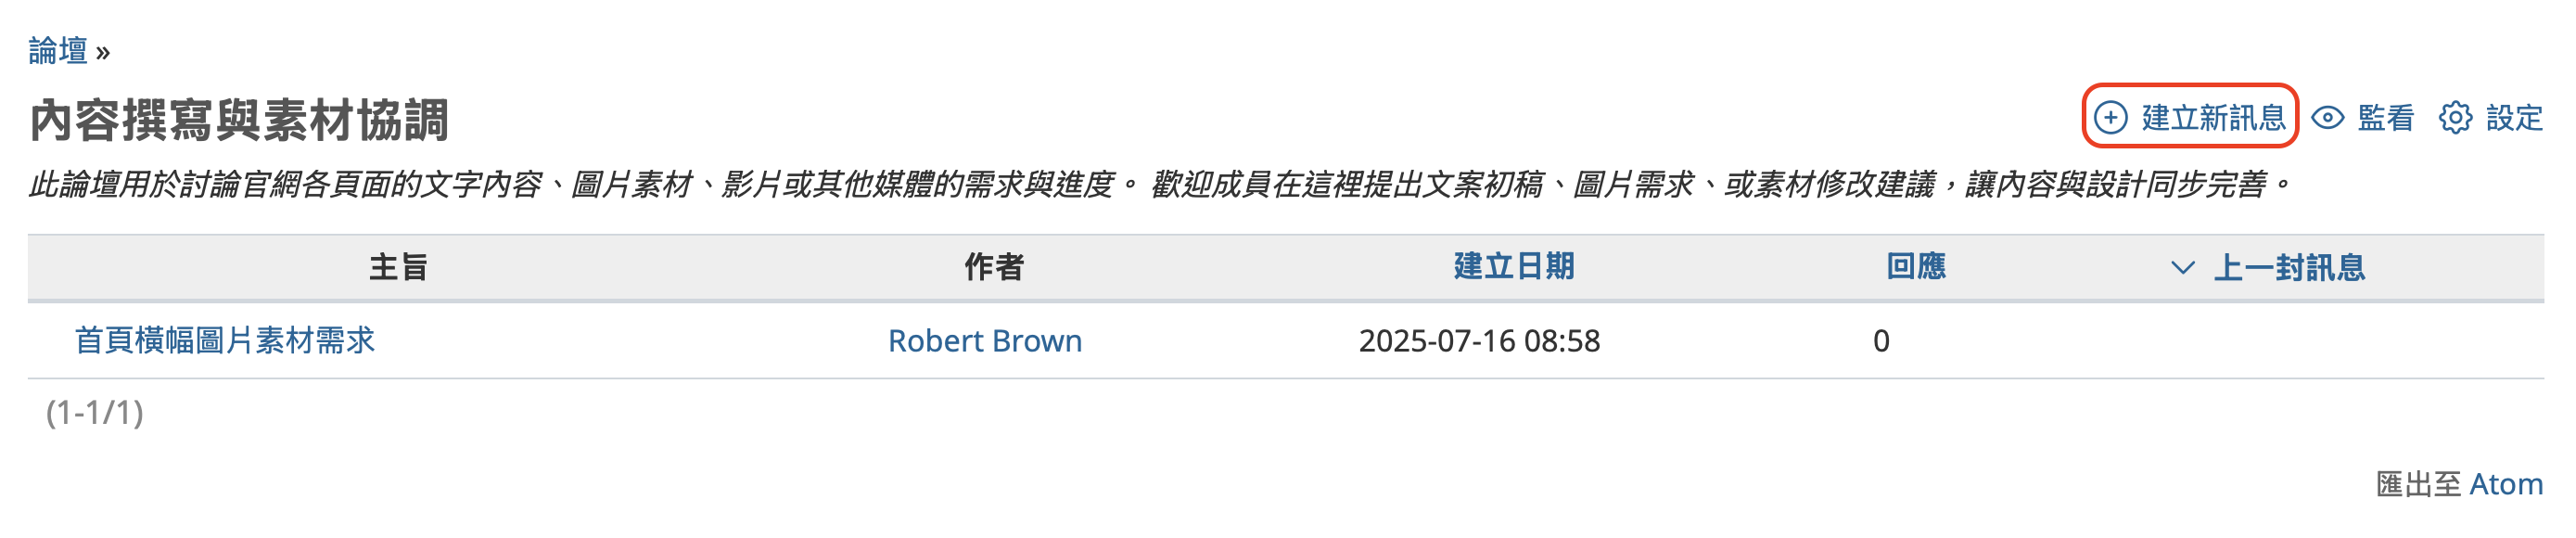 論壇 »
內容撰寫與素材協調
建立新訊息 監看 設定
此論壇用於討論官網各頁面的文字內容、圖片素材、影片或其他媒體的需求與進度。 歡迎成員在這裡提出文案初稿、圖片需求、或素材修改建議，讓內容與設計同步完善。
主旨 作者 建立日期 回應 上一封訊息
首頁橫幅圖片素材需求 Robert Brown 2025-07-16 08:58 0
(1-1/1)
匯出至 Atom